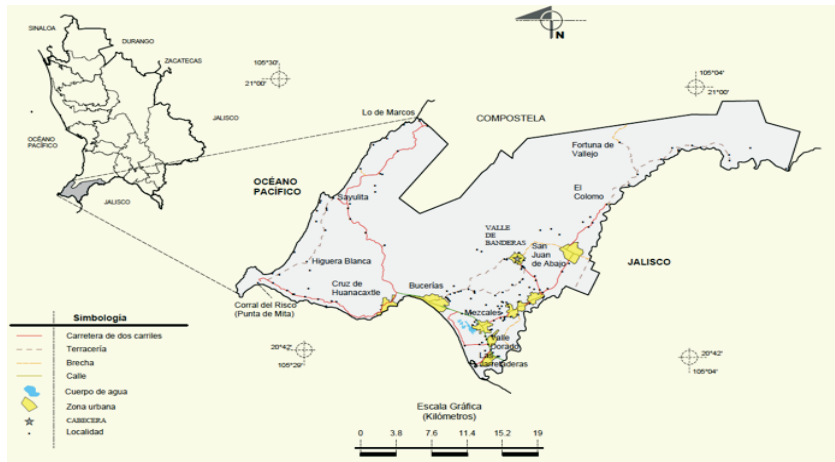 SINALOA
DURANGO
ZACATECAS
JALISCO
OCÉANO
PACÍFICO
JALISCO
N
105°30'
21°00'
105°04'
21°00'
Lo de Marcos
COMPOSTELA
Fortuna de
Vallejo
OCÉANO
PACÍFICO
Sayulita
El
Colomo
VALLE
DE
BANDERAS
San
Juan
de Abajo
JALISCO
Higuera Blanca
Cruz de
Huanacaxtle
Bucerías
Corral del Risco
(Punta de Mita)
Mezcales
Valle
Dorado
Las
Jarretaderas
20°42'
105°29'
20°42'
105°04'
Simbología
Carretera de dos carriles
Terracería
Brecha
Calle
Cuerpo de agua
Zona urbana
CABECERA
Localidad
Escala Gráfica
(Kilómetros)
0 3.8 7.6 11.4 15.2 19